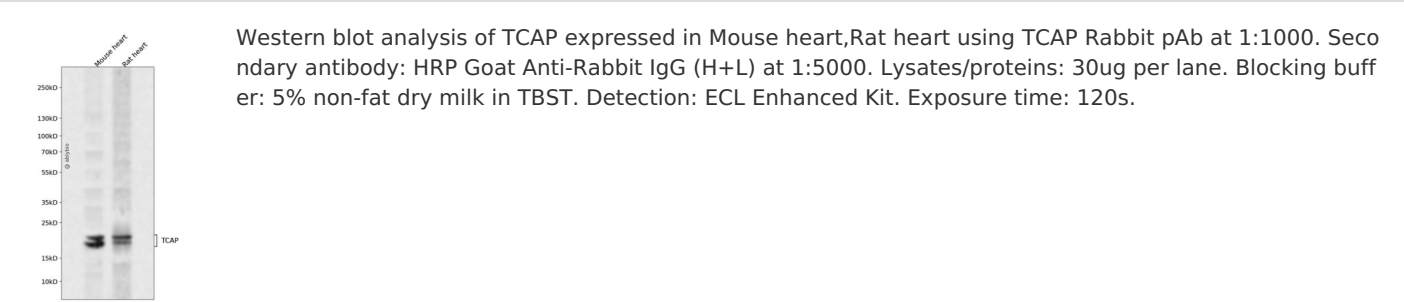 Western blot analysis of TCAP expressed in Mouse heart,Rat heart using TCAP Rabbit pAb at 1:1000. Seco
ndary antibody: HRP Goat Anti-Rabbit IgG (H+L) at 1:5000. Lysates/proteins: 30ug per lane. Blocking buff
er: 5% non-fat dry milk in TBST. Detection: ECL Enhanced Kit. Exposure time: 120s.
Mouse heart
Rat heart
250kD
130kD
100kD
70kD
55kD
35kD
25kD
TCAP
15kD
10kD